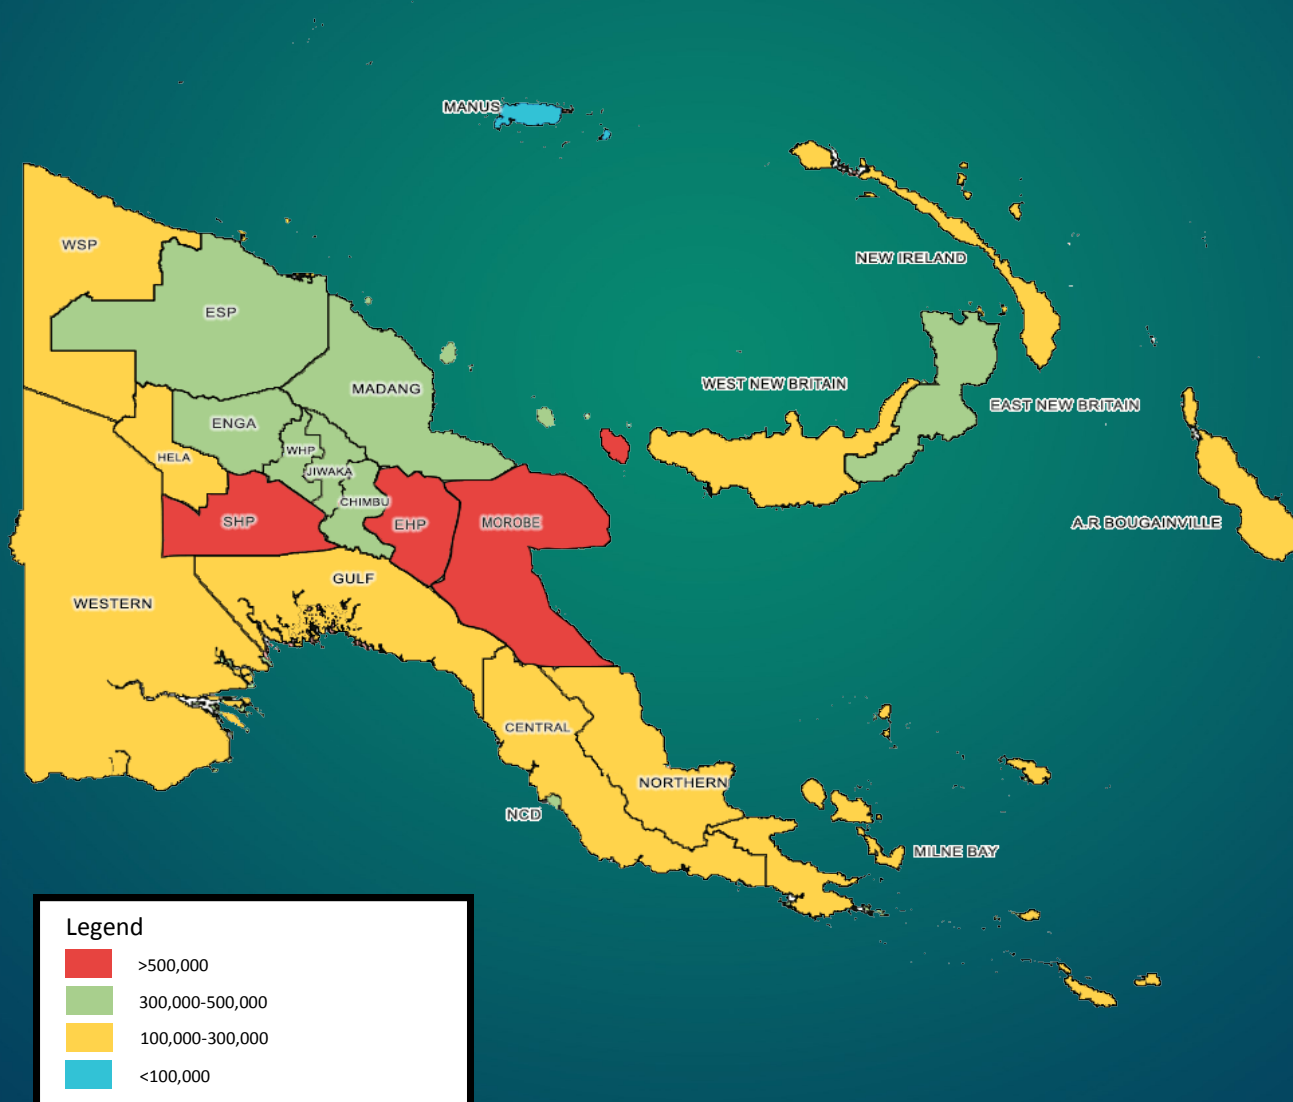 MANUS
WSP
NEW IRELAND
ESP
WEST NEW BRITAIN
MADANG
EAST NEW BRITAIN
ENGA
WHP
HELA
JIWAKA
CHIMBU
SHP
EHP
MOROBE
A.R BOUGAINVILLE
GULF
WESTERN
CENTRAL
NORTHERN
NCD
MILNE BAY
Legend
>500,000
300,000-500,000
100,000-300,000
<100,000